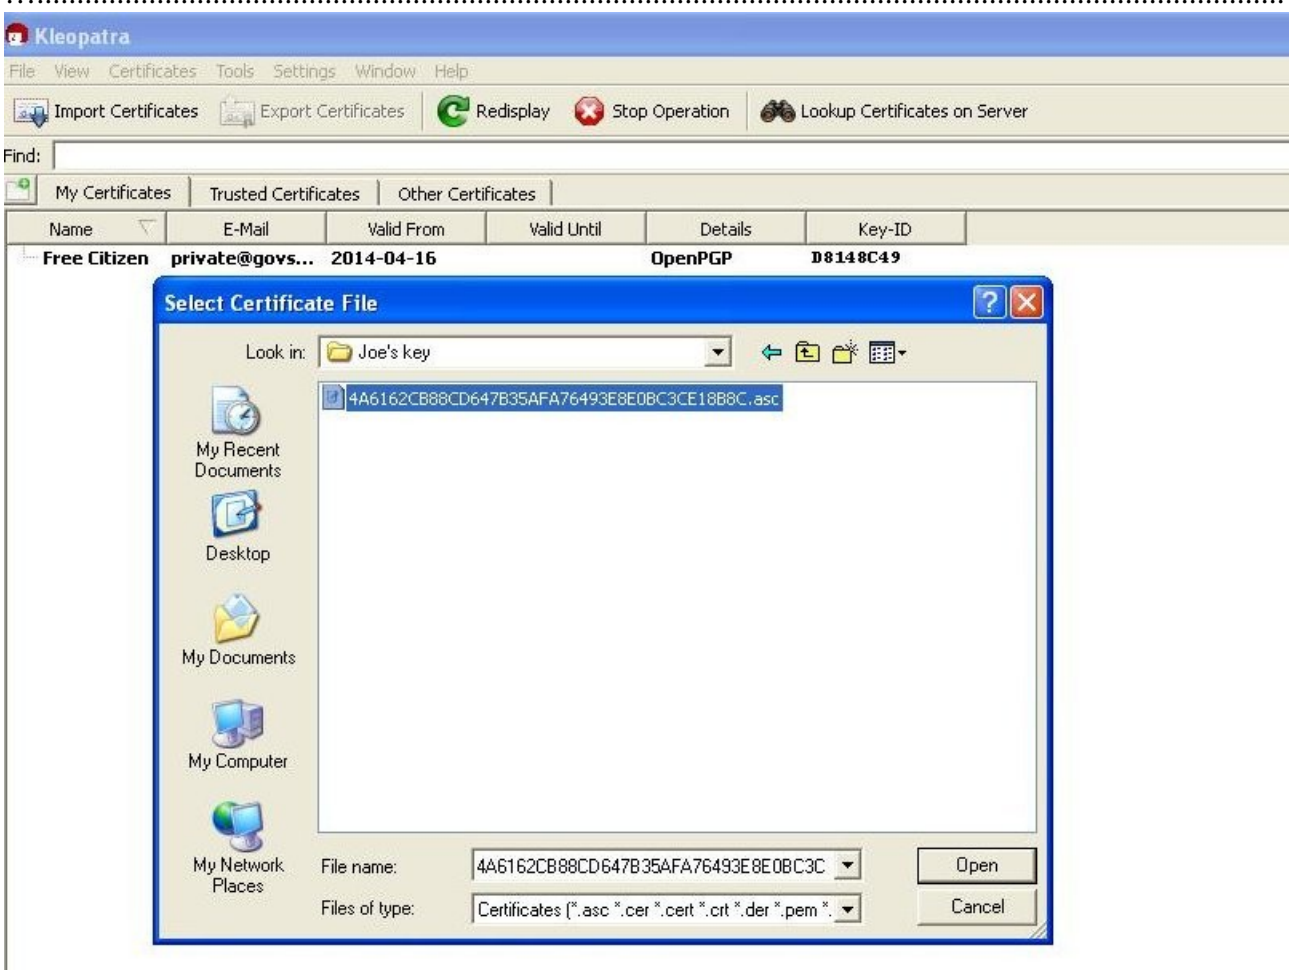 Kleopatra
File View Certificates Tools Settings Window Help
Import Certificates Export Certificates Redisplay Stop Operation Lookup Certificates on Server
Find:
My Certificates Trusted Certificates Other Certificates
Name E-Mail Valid From Valid Until Details Key-ID
Free Citizen private@govs... 2014-04-16 OpenPGP D8148C49
Select Certificate File
Look in: Joe's key
4A6162CB88CD647B35AFA76493E8E0BC3CE18B8C.asc
My Recent
Documents
Desktop
My Documents
My Computer
My Network
Places
File name: 4A6162CB88CD647B35AFA76493E8E0BC3C Open
Files of type: Certificates (*.asc *.cer *.cert *.crt *.der *.pem *. Cancel